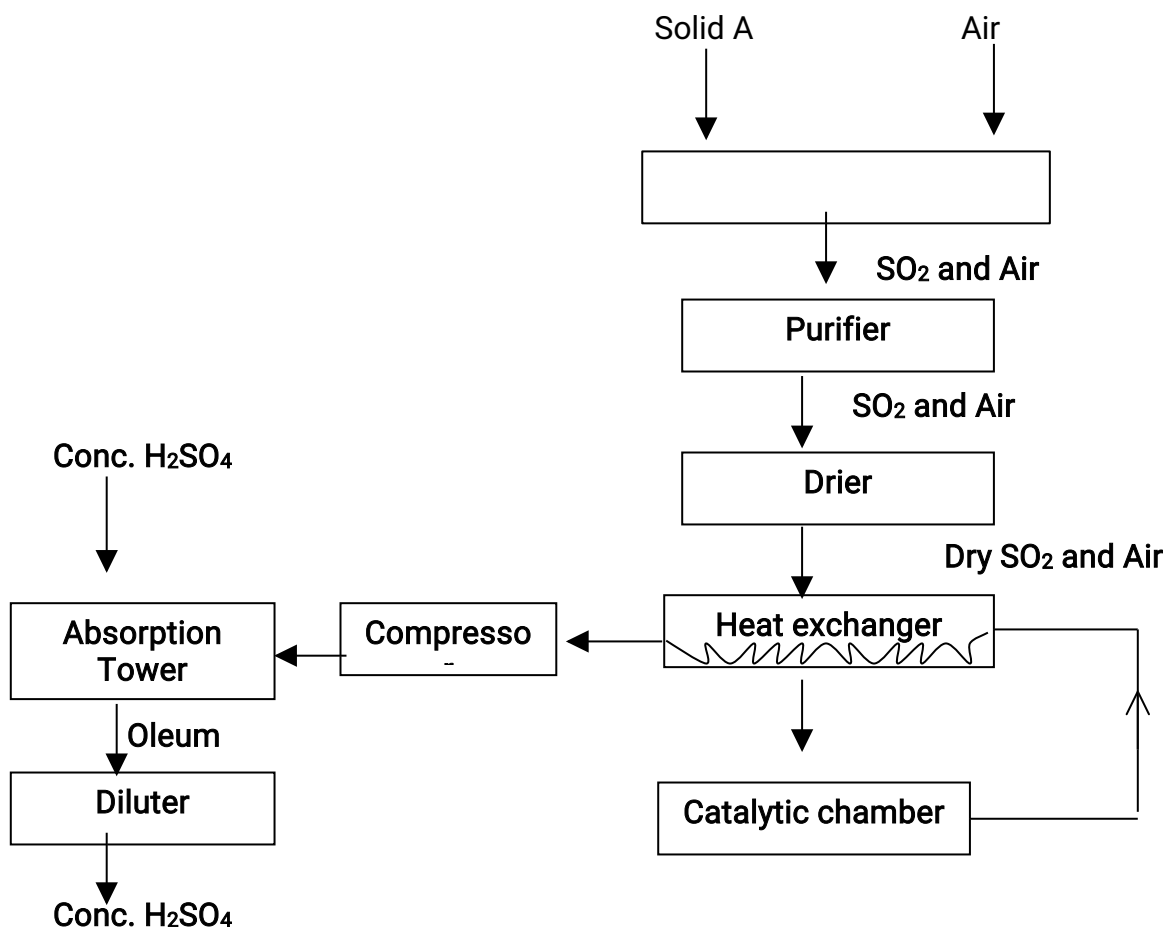 Solid A
Air
SO₂ and Air
Purifier
SO₂ and Air
Drier
Dry SO₂ and Air
Conc. H₂SO₄
Heat exchanger
Compresso
Absorption
Tower
Oleum
Diluter
Catalytic chamber
Conc. H₂SO₄